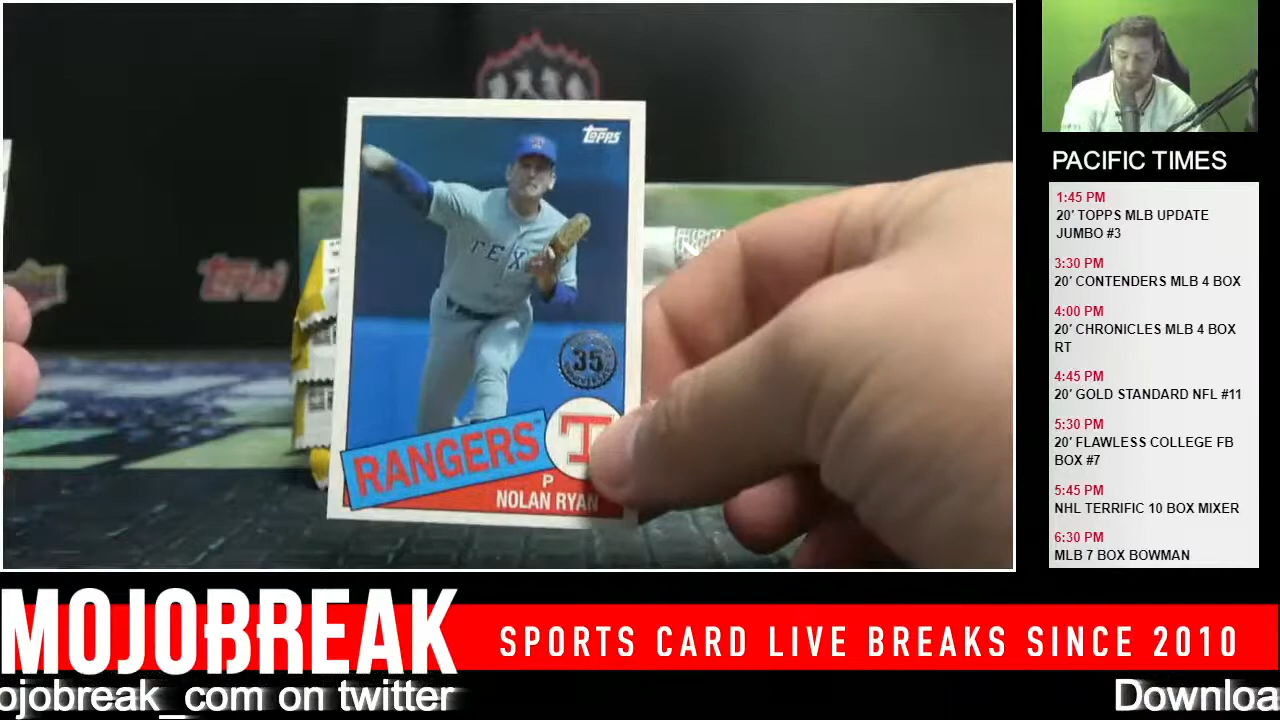 PACIFIC TIMES
1:45 PM
20' TOPPS MLB UPDATE
JUMBO #3
3:30 PM
20' CONTENDERS MLB 4 BOX
4:00 PM
20' CHRONICLES MLB 4 BOX
RT
4:45 PM
20' GOLD STANDARD NFL #11
5:30 PM
20' FLAWLESS COLLEGE FB
BOX #7
5:45 PM
NHL TERRIFIC 10 BOX MIXER
6:30 PM
MLB 7 BOX BOWMAN
Topps
Topps
TEX
35
ANNIVERSARY
RANGERS
T
P
NOLAN RYAN
MOJOBREAK
SPORTS CARD LIVE BREAKS SINCE 2010
ojobreak_com on twitter
Downloa